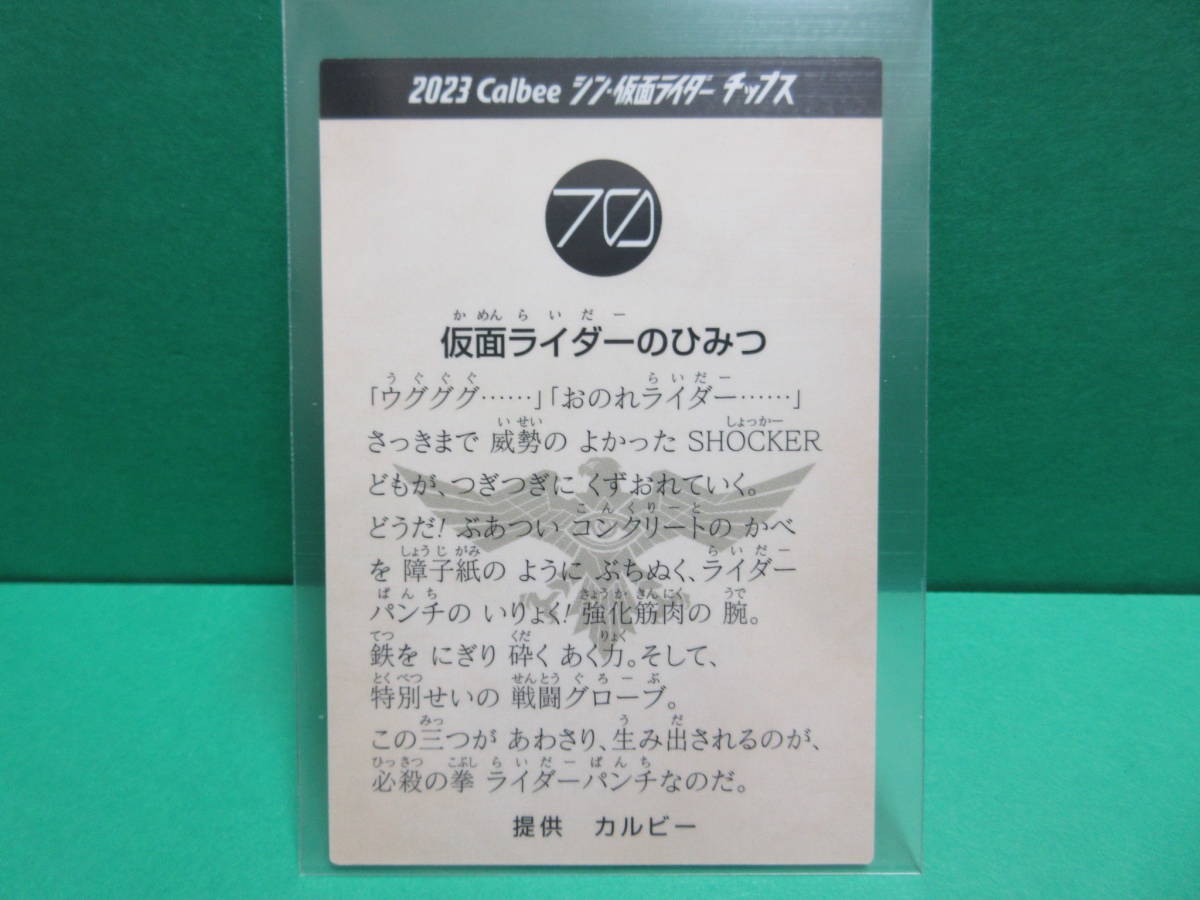 2023 Calbee シン・仮面ライダー チップス
70
かめんらいだー
仮面ライダーのひみつ
うぐぐぐ らいだー
「ウググググ……」「おのれライダー……」
いせい しょっかー
さっきまで 威勢の よかった SHOCKER
どもが、つぎつぎに くずおれていく。
こんくりーと
どうだ! ぶあつい コンクリートの かべ
しょうじがみ らいだー
を 障子紙の ように ぶちぬく、ライダー
ぱんち きょうかきんにく うで
パンチの いりょく! 強化筋肉の 腕。
てつ くだ りょく
鉄を にぎり 砕く あく力。そして、
とくべつ せんとうぐろーぶ
特別せいの 戦闘グローブ。
みっ う だ
この三つが あわさり、生み出されるのが、
ひっさつ こぶし らいだーぱんち
必殺の拳 ライダーパンチなのだ。
提供 カルビー